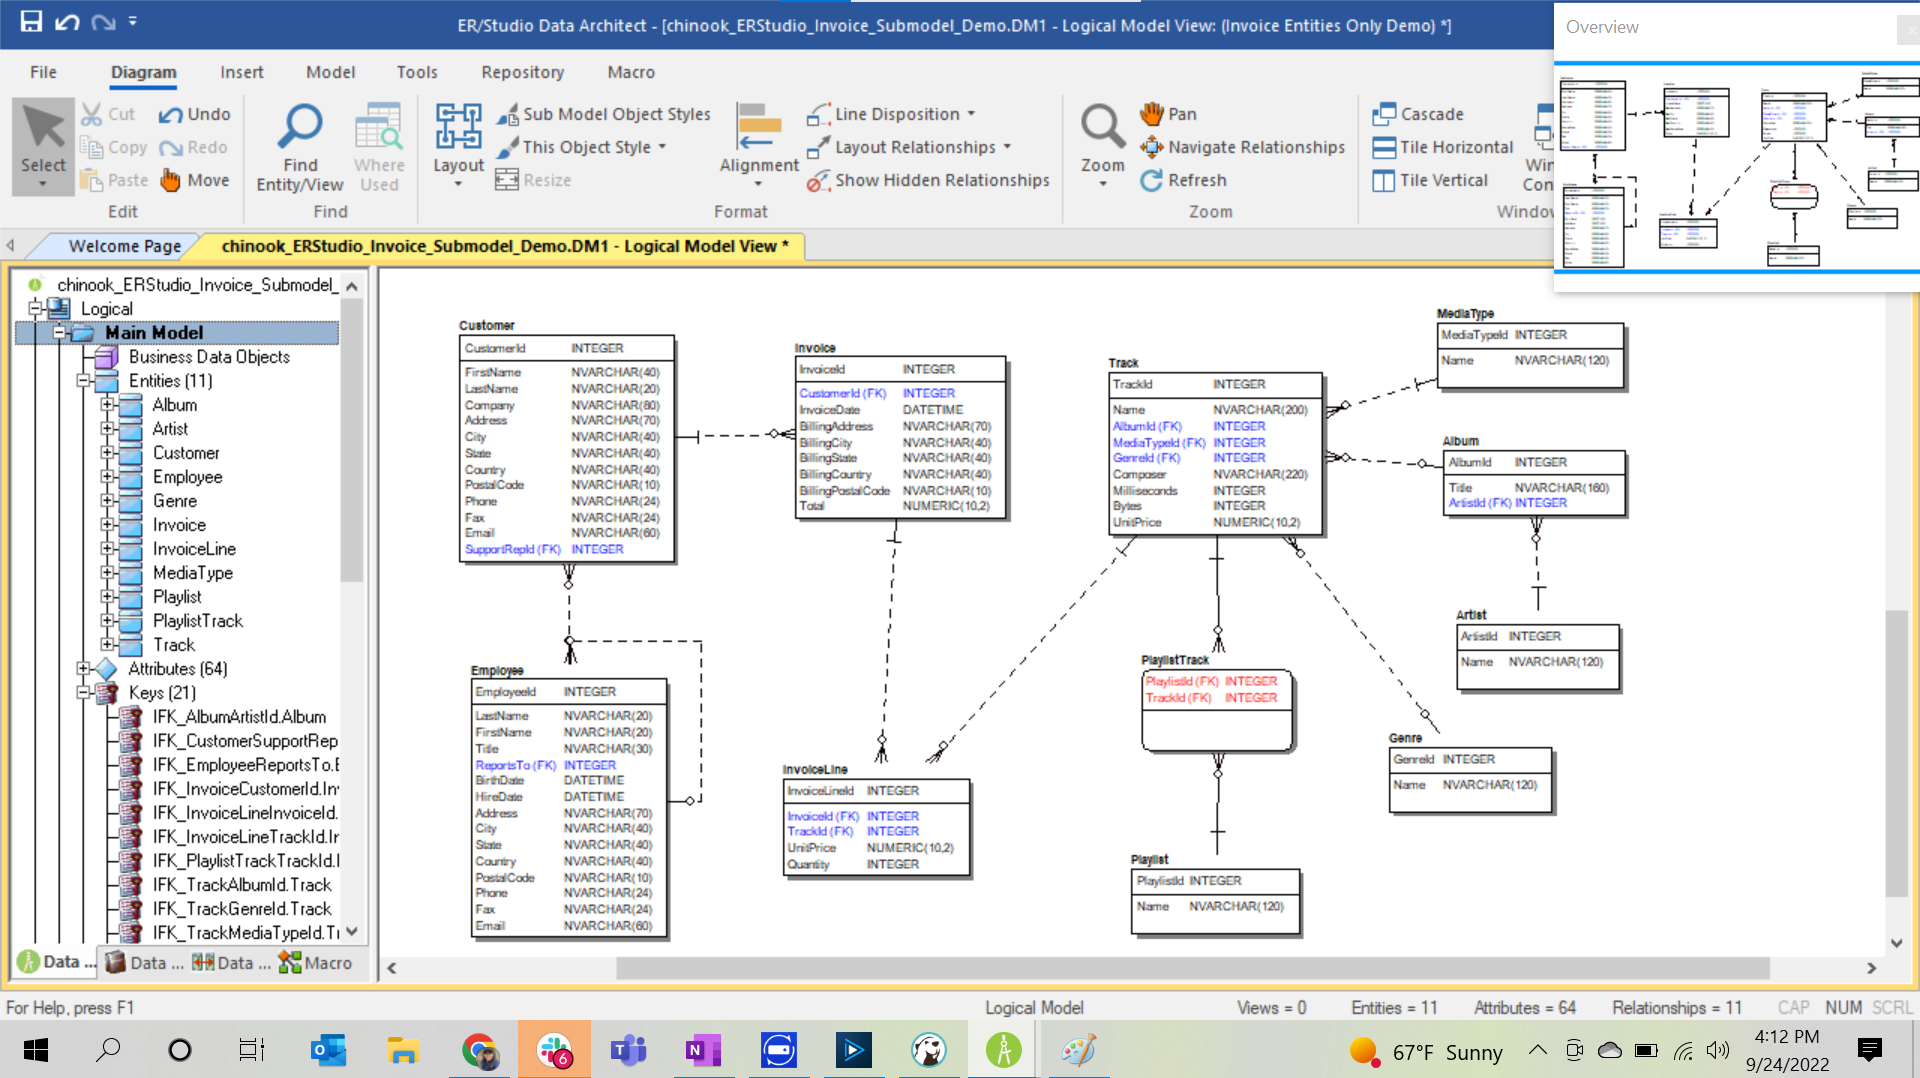 ER/Studio Data Architect - [chinook_ERStudio_Invoice_Submodel_Demo.DM1 - Logical Model View: (Invoice Entities Only Demo) *]
Overview
File
Diagram
Insert
Model
Tools
Repository
Macro
Select
Cut
Copy
Paste
Undo
Redo
Move
Edit
Find
Entity/View
Where
Used
Find
Layout
Sub Model Object Styles
This Object Style
Resize
Alignment
Line Disposition
Layout Relationships
Show Hidden Relationships
Format
Zoom
Pan
Navigate Relationships
Refresh
Zoom
Cascade
Tile Horizontal
Tile Vertical
Win
Con
Window
Welcome Page
chinook_ERStudio_Invoice_Submodel_Demo.DM1 - Logical Model View *
chinook_ERStudio_Invoice_Submodel_
Logical
Main Model
Business Data Objects
Entities (11)
Album
Artist
Customer
Employee
Genre
Invoice
InvoiceLine
MediaType
Playlist
PlaylistTrack
Track
Attributes (64)
Keys (21)
IFK_AlbumArtistId.Album
IFK_CustomerSupportRep
IFK_EmployeeReportsTo.E
IFK_InvoiceCustomerId.In
IFK_InvoiceLineInvoiceId.
IFK_InvoiceLineTrackId.Ir
IFK_PlaylistTrackTrackId.I
IFK_TrackAlbumId.Track
IFK_TrackGenreId.Track
IFK_TrackMediaTypeId.Tr
Data ...
Data ...
Data ...
Macro
Customer
CustomerId INTEGER
FirstName NVARCHAR(40)
LastName NVARCHAR(20)
Company NVARCHAR(80)
Address NVARCHAR(70)
City NVARCHAR(40)
State NVARCHAR(40)
Country NVARCHAR(40)
PostalCode NVARCHAR(10)
Phone NVARCHAR(24)
Fax NVARCHAR(24)
Email NVARCHAR(60)
SupportRepId (FK) INTEGER
Invoice
InvoiceId INTEGER
CustomerId (FK) INTEGER
InvoiceDate DATETIME
BillingAddress NVARCHAR(70)
BillingCity NVARCHAR(40)
BillingState NVARCHAR(40)
BillingCountry NVARCHAR(40)
BillingPostalCode NVARCHAR(10)
Total NUMERIC(10,2)
Track
TrackId INTEGER
Name NVARCHAR(200)
AlbumId (FK) INTEGER
MediaTypeId (FK) INTEGER
GenreId (FK) INTEGER
Composer NVARCHAR(220)
Milliseconds INTEGER
Bytes INTEGER
UnitPrice NUMERIC(10,2)
MediaType
MediaTypeId INTEGER
Name NVARCHAR(120)
Album
AlbumId INTEGER
Title NVARCHAR(160)
ArtistId (FK) INTEGER
Artist
ArtistId INTEGER
Name NVARCHAR(120)
Employee
EmployeeId INTEGER
LastName NVARCHAR(20)
FirstName NVARCHAR(20)
Title NVARCHAR(30)
ReportsTo (FK) INTEGER
BirthDate DATETIME
HireDate DATETIME
Address NVARCHAR(70)
City NVARCHAR(40)
State NVARCHAR(40)
Country NVARCHAR(40)
PostalCode NVARCHAR(10)
Phone NVARCHAR(24)
Fax NVARCHAR(24)
Email NVARCHAR(60)
PlaylistTrack
PlaylistId (FK) INTEGER
TrackId (FK) INTEGER
Genre
GenreId INTEGER
Name NVARCHAR(120)
InvoiceLine
InvoiceLineId INTEGER
InvoiceId (FK) INTEGER
TrackId (FK) INTEGER
UnitPrice NUMERIC(10,2)
Quantity INTEGER
Playlist
PlaylistId INTEGER
Name NVARCHAR(120)
For Help, press F1
Logical Model
Views = 0
Entities = 11
Attributes = 64
Relationships = 11
CAP
NUM
SCRL
6
67°F Sunny
4:12 PM
9/24/2022